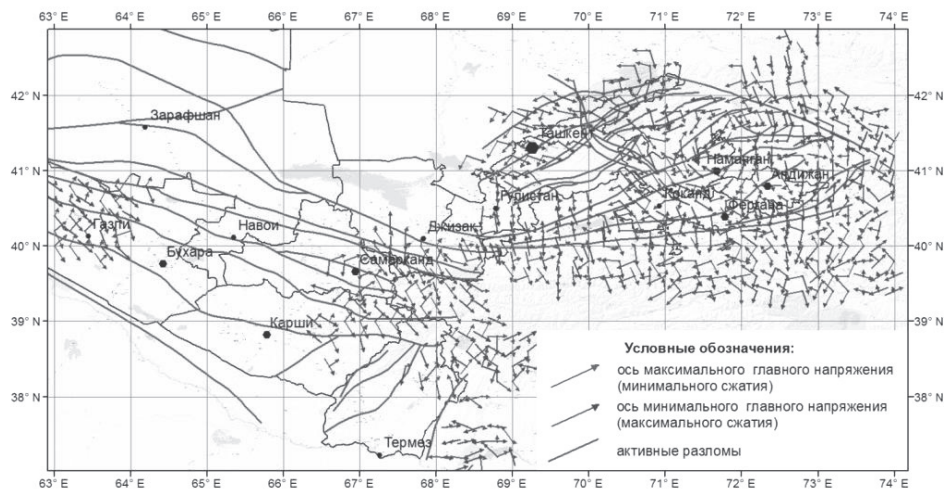 63° E 64° E 65° E 66° E 67° E 68° E 69° E 70° E 71° E 72° E 73° E 74° E
42° N 42° N
Зарафшан
Ташкент
41° N 41° N
Наманган
Андижан
Гулистан Коканд
Фергана
Газли Навои Джизак
40° N 40° N
Бухара
Самарканд
39° N 39° N
Карши
Условные обозначения:
ось максимального главного напряжения
(минимального сжатия)
38° N 38° N
ось минимального главного напряжения
(максимального сжатия)
Термез
активные разломы
63° E 64° E 65° E 66° E 67° E 68° E 69° E 70° E 71° E 72° E 73° E 74° E